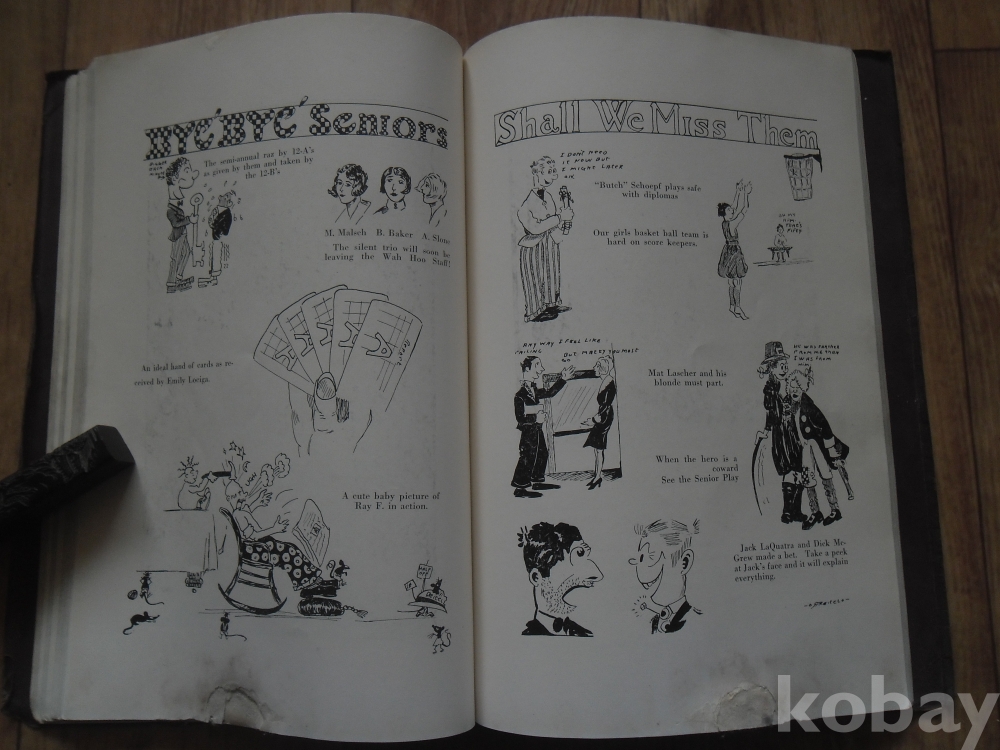 BYE BYE Seniors
The semi-annual raz by 12-A's
as given by them and taken by
the 12-B's
M. Malsch B. Baker A. Slone
The silent trio will soon be
leaving the Wah Hoo Staff!
An ideal hand of cards as re-
ceived by Emily Loeiga.
A cute baby picture of
Ray F. in action.
Shall We Miss Them
I DON'T NEED
IT NOW BUT
I MIGHT LATER
"Butch" Schoepf plays safe
with diplomas
Our girls basket ball team is
hard on score keepers.
THAT'S
FIFTY
ANY WAY I FEEL LIKE
Mat Lascher and his
blonde must part.
When the hero is a
coward
See the Senior Play
Jack LaQuatra and Dick Mc-
Grew made a bet. Take a peek
at Jack's face and it will explain
everything.
kobay